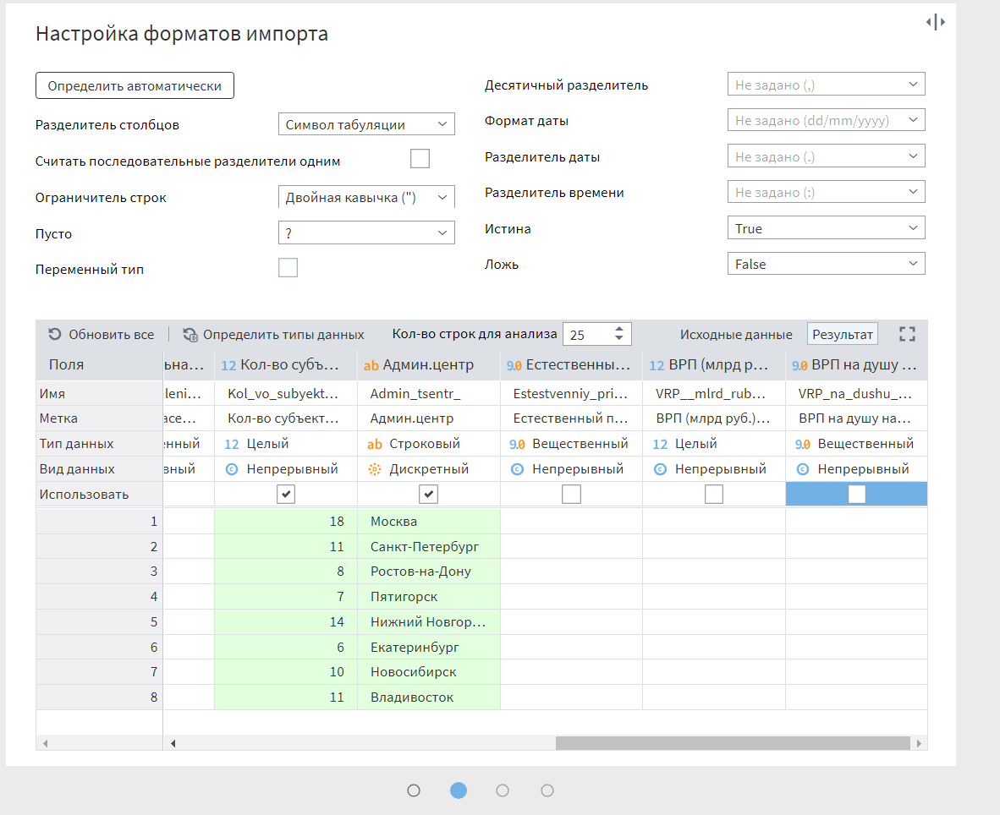 Настройка форматов импорта
Определить автоматически
Разделитель столбцов Символ табуляции
Считать последовательные разделители одним
Ограничитель строк Двойная кавычка (")
Пусто ?
Переменный тип
Десятичный разделитель Не задано (,)
Формат даты Не задано (dd/mm/yyyy)
Разделитель даты Не задано (.)
Разделитель времени Не задано (:)
Истина True
Ложь False
Обновить все Определить типы данных Кол-во строк для анализа 25 Исходные данные Результат
Поля ьна... 12 Кол-во субъ... ab Админ.центр 9.0 Естественны... 12 ВРП (млрд р... 9.0 ВРП на душу ...
Имя leni... Kol_vo_subyekt... Admin_tsentr_ Estestvenniy_pri... VRP__mlrd_rub... VRP_na_dushu_...
Метка асе... Кол-во субъект... Админ.центр Естественный п... ВРП (млрд руб.)... ВРП на душу на...
Тип данных нный 12 Целый ab Строковый 9.0 Вещественный 12 Целый 9.0 Вещественный
Вид данных вный Непрерывный Дискретный Непрерывный Непрерывный Непрерывный
Использовать
1 18 Москва
2 11 Санкт-Петербург
3 8 Ростов-на-Дону
4 7 Пятигорск
5 14 Нижний Новгор...
6 6 Екатеринбург
7 10 Новосибирск
8 11 Владивосток